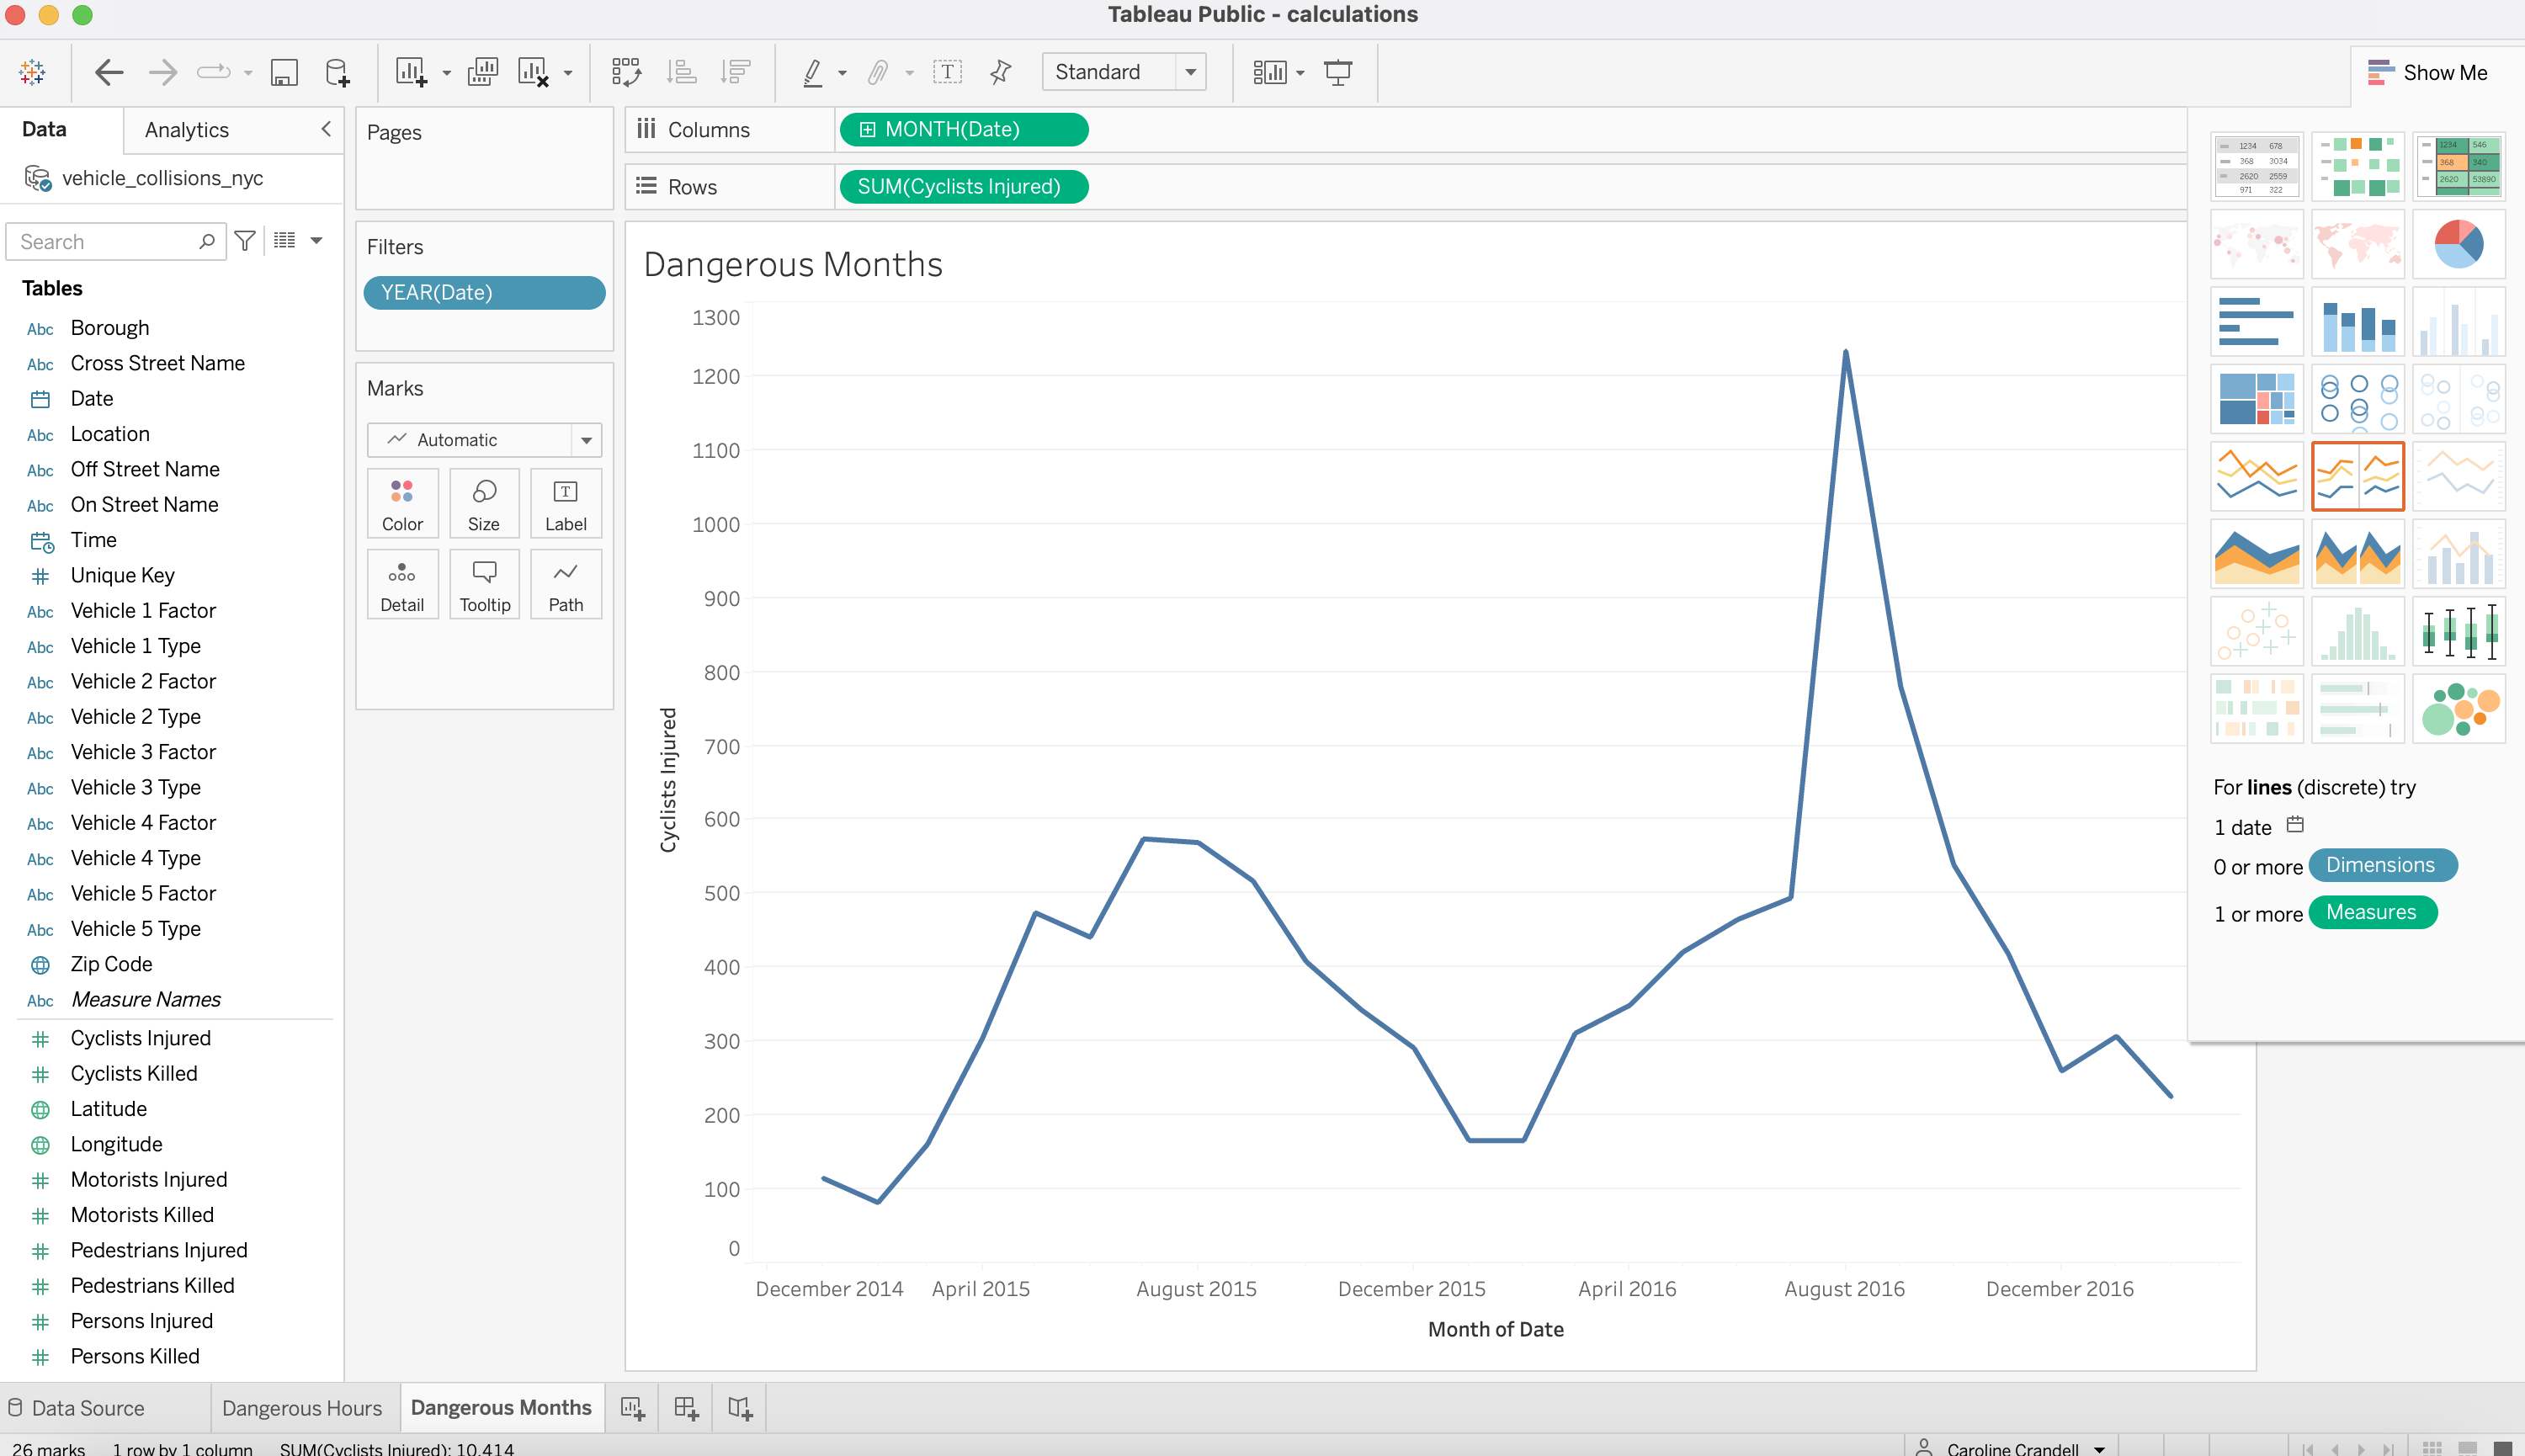 Tableau Public - calculations
Standard
Show Me
Data
Analytics
vehicle_collisions_nyc
Search
Tables
Abc Borough
Abc Cross Street Name
Date
Abc Location
Abc Off Street Name
Abc On Street Name
Time
Unique Key
Abc Vehicle 1 Factor
Abc Vehicle 1 Type
Abc Vehicle 2 Factor
Abc Vehicle 2 Type
Abc Vehicle 3 Factor
Abc Vehicle 3 Type
Abc Vehicle 4 Factor
Abc Vehicle 4 Type
Abc Vehicle 5 Factor
Abc Vehicle 5 Type
Zip Code
Abc Measure Names
Cyclists Injured
Cyclists Killed
Latitude
Longitude
Motorists Injured
Motorists Killed
Pedestrians Injured
Pedestrians Killed
Persons Injured
Persons Killed
Pages
Filters
YEAR(Date)
Marks
Automatic
Color Size Label
Detail Tooltip Path
Columns
MONTH(Date)
Rows
SUM(Cyclists Injured)
Dangerous Months
1300
1200
1100
1000
900
800
700
600
500
400
300
200
100
0
Cyclists Injured
December 2014 April 2015 August 2015 December 2015 April 2016 August 2016 December 2016
Month of Date
1234 678
368 3034
2620 2559
971 322
1234 546
368 340
2620 53890
For lines (discrete) try
1 date
0 or more Dimensions
1 or more Measures
Data Source
Dangerous Hours
Dangerous Months
26 marks 1 row by 1 column SUM(Cyclists Injured): 10,414
Caroline Crandell